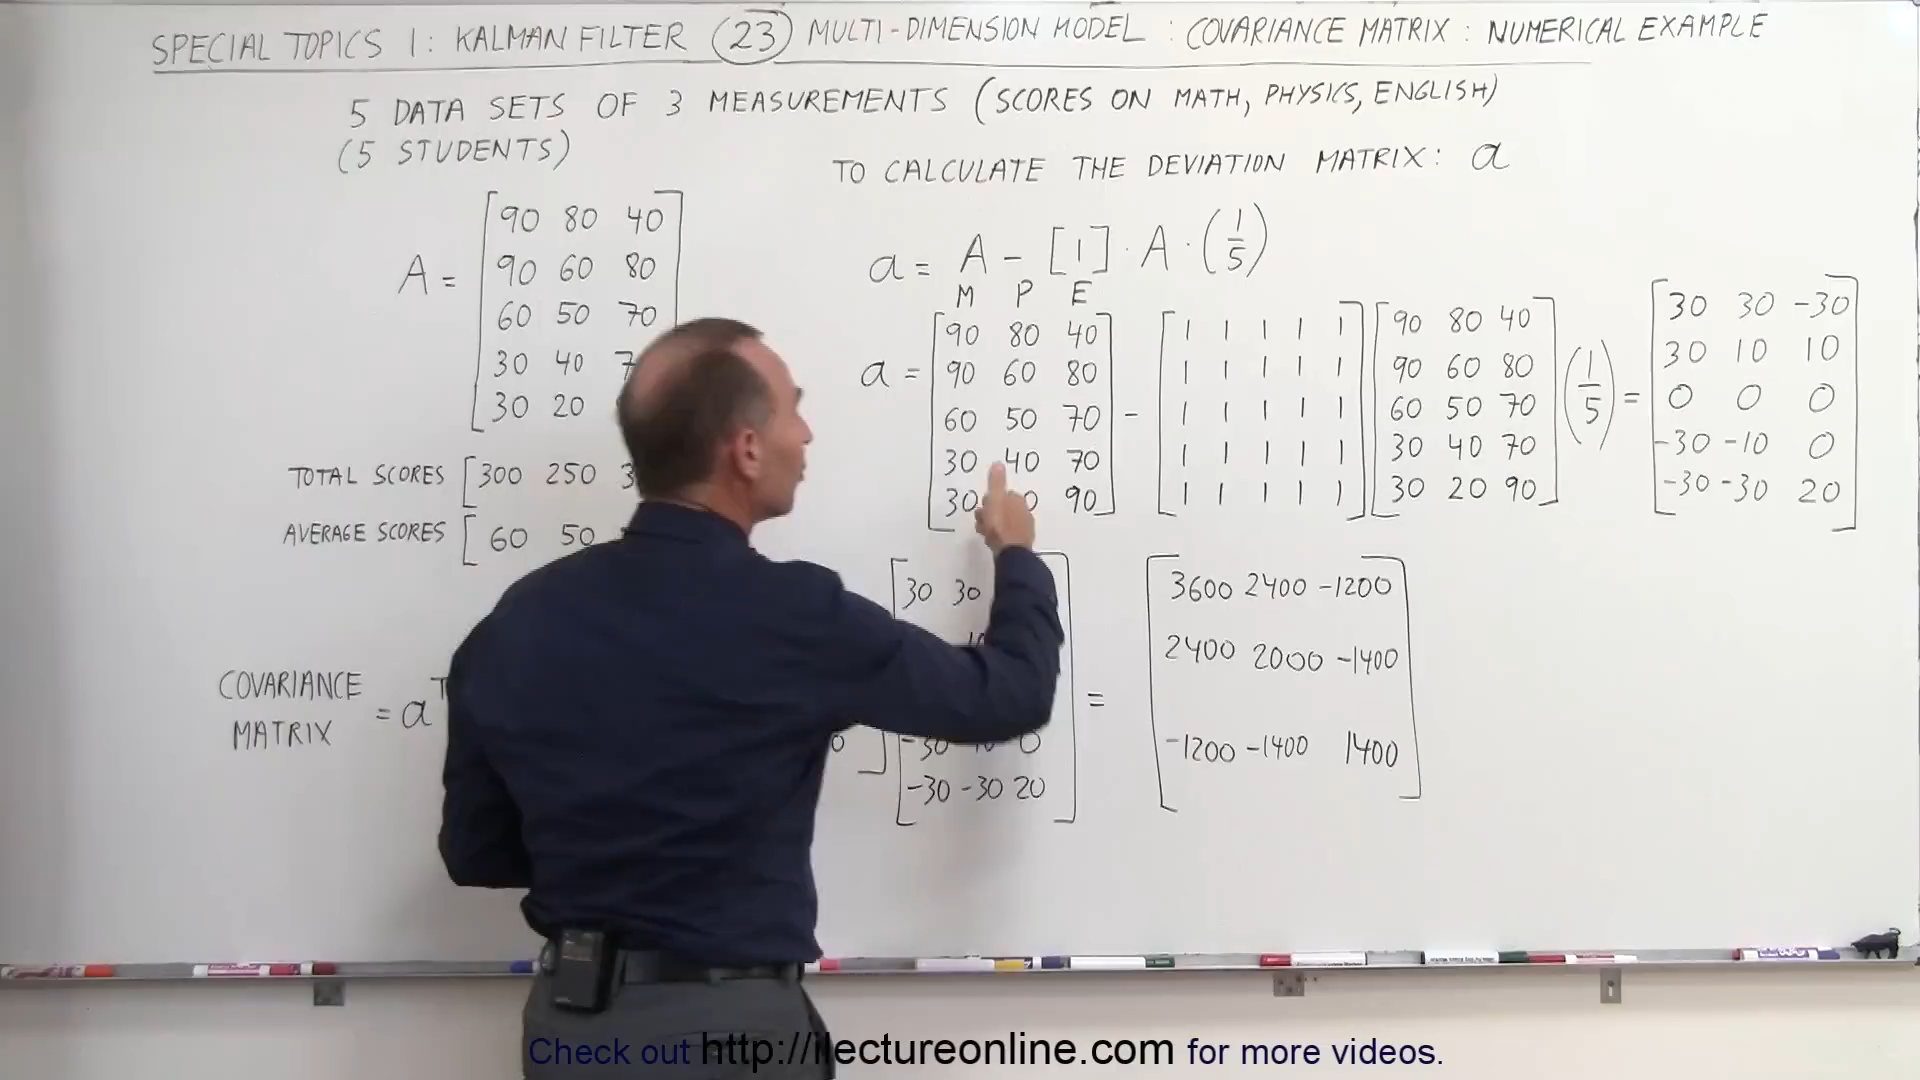 SPECIAL TOPICS 1: KALMAN FILTER (23) MULTI-DIMENSION MODEL : COVARIANCE MATRIX : NUMERICAL EXAMPLE
5 DATA SETS OF 3 MEASUREMENTS (SCORES ON MATH, PHYSICS, ENGLISH)
(5 STUDENTS)
A =
90 80 40
90 60 80
60 50 70
30 40
30 20
TOTAL SCORES [300 250
AVERAGE SCORES [60 50
TO CALCULATE THE DEVIATION MATRIX: a
a = A - [1] · A · (1/5)
M P E
a =
90 80 40
90 60 80
60 50 70
30 40 70
30 90
-
1 1 1 1 1
1 1 1 1 1
1 1 1 1 1
1 1 1 1 1
1 1 1 1 1
90 80 40
90 60 80
60 50 70
30 40 70
30 20 90
(1/5) =
30 30 -30
30 10 10
0 0 0
-30 -10 0
-30 -30 20
COVARIANCE MATRIX = a^T
30 30
-30 -30 20
=
3600 2400 -1200
2400 2000 -1400
-1200 -1400 1400
Check out http://ilectureonline.com for more videos.